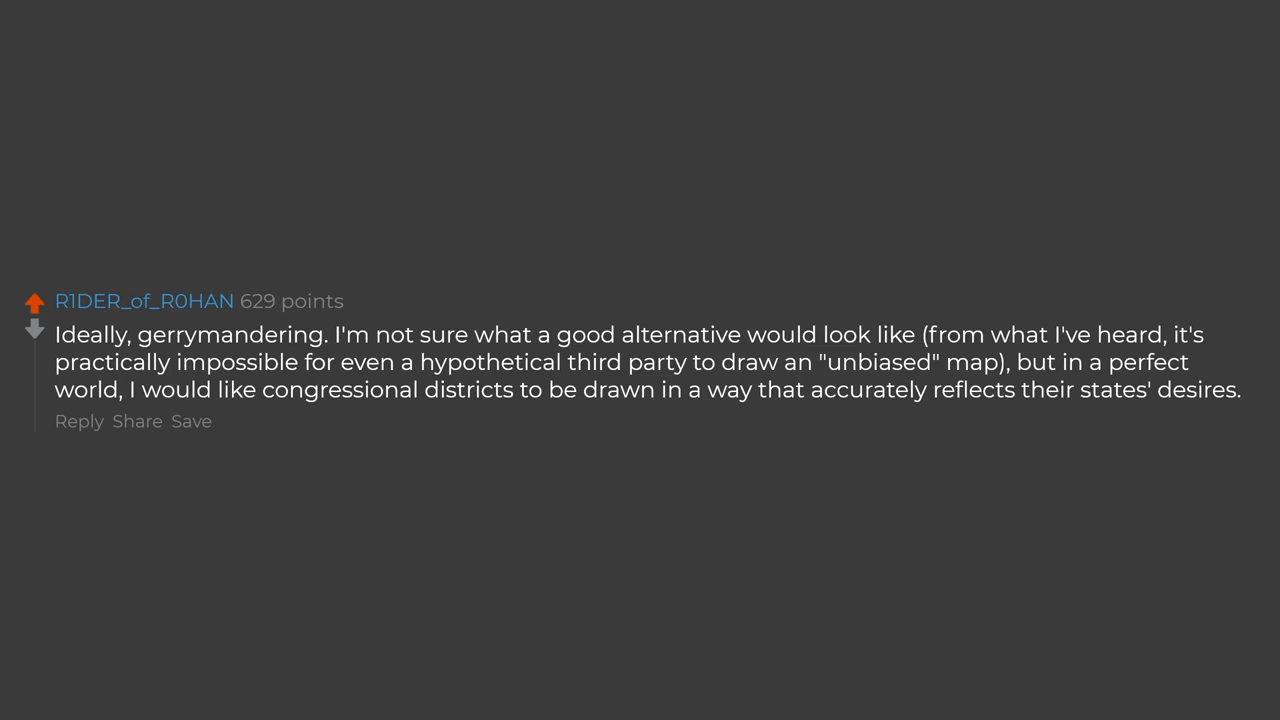 R1DER_of_R0HAN 629 points
Ideally, gerrymandering. I'm not sure what a good alternative would look like (from what I've heard, it's
practically impossible for even a hypothetical third party to draw an "unbiased" map), but in a perfect
world, I would like congressional districts to be drawn in a way that accurately reflects their states' desires.
Reply Share Save